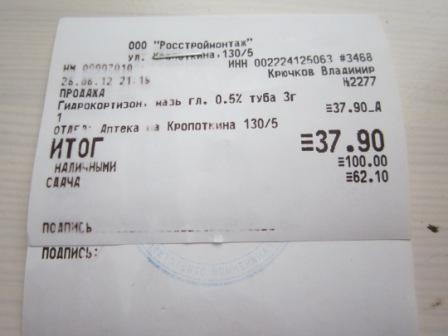 ООО "Росстроймонтаж"
ул. Кропоткина,130/5
НМ 09907010 ИНН 002224125063 #3468
26.06.12 21:15 Крючков Владимир
ПРОДАЖА №2277
Гидрокортизон. мазь гл. 0.5% туба 3г
1 ≡37.90_А
ОТДЕЛ: Аптека на Кропоткина 130/5
ИТОГ ≡37.90
НАЛИЧНЫМИ ≡100.00
СДАЧА ≡62.10
ПОДПИСЬ
ПОДПИСЬ: